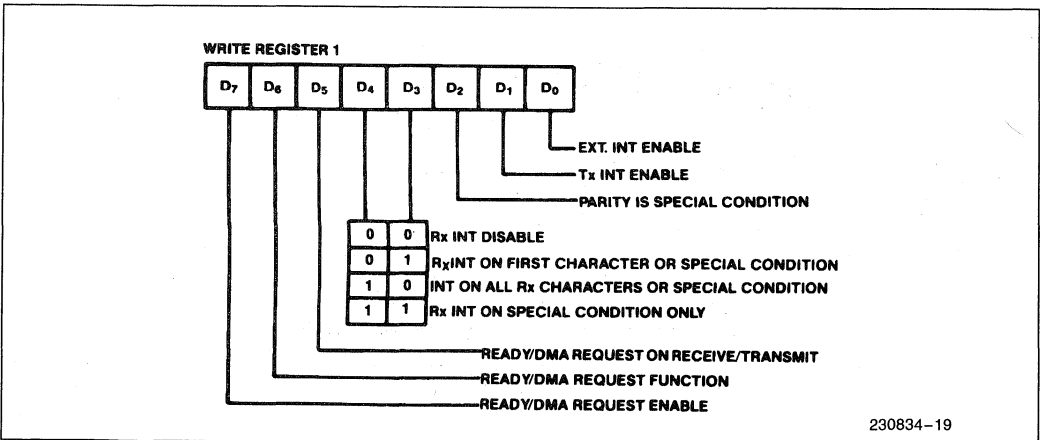 WRITE REGISTER 1
D7 D6 D5 D4 D3 D2 D1 D0
EXT. INT ENABLE
Tx INT ENABLE
PARITY IS SPECIAL CONDITION
0 0 Rx INT DISABLE
0 1 RxINT ON FIRST CHARACTER OR SPECIAL CONDITION
1 0 INT ON ALL Rx CHARACTERS OR SPECIAL CONDITION
1 1 Rx INT ON SPECIAL CONDITION ONLY
READY/DMA REQUEST ON RECEIVE/TRANSMIT
READY/DMA REQUEST FUNCTION
READY/DMA REQUEST ENABLE
230834–19